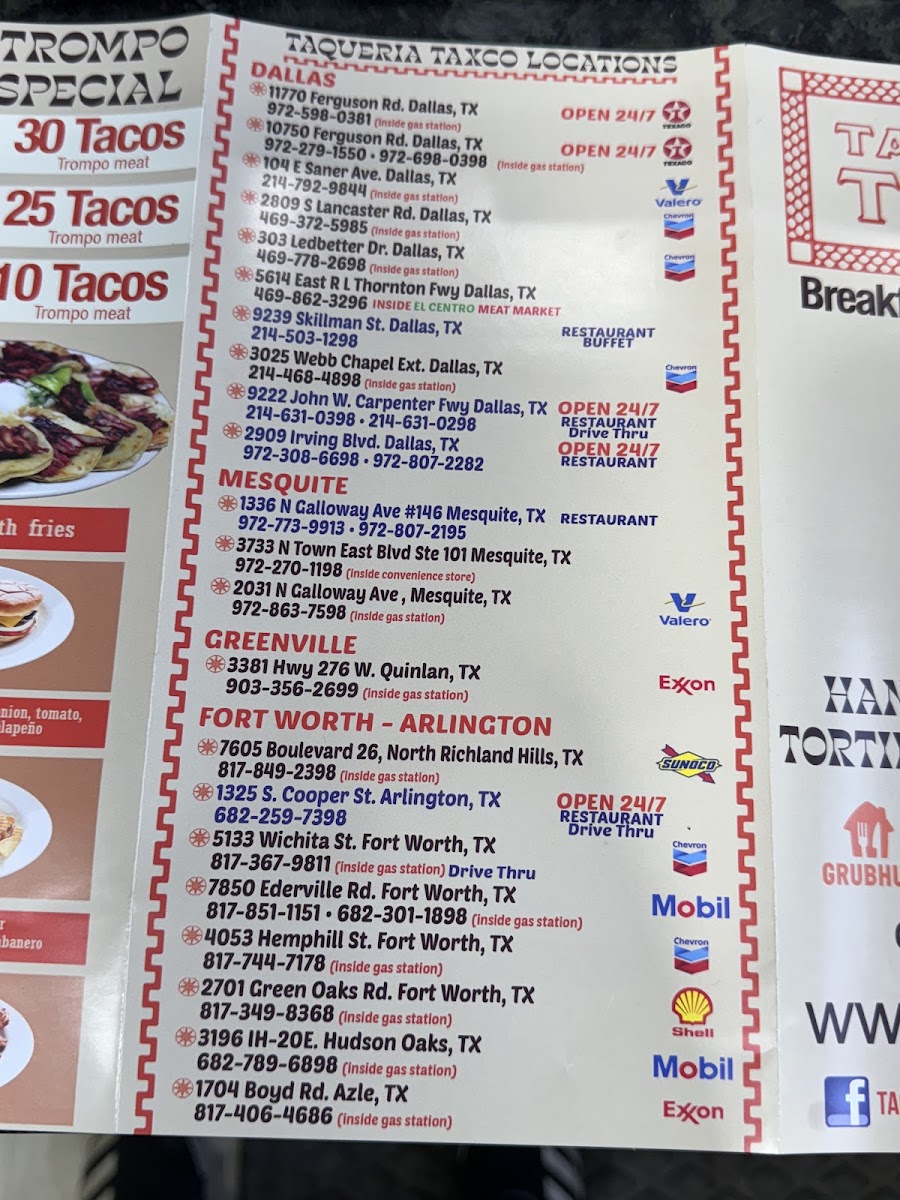 TROMPO
SPECIAL
30 Tacos
Trompo meat
25 Tacos
Trompo meat
10 Tacos
Trompo meat
th fries
nion, tomato,
alapeño
r
abanero
TAQUERIA TAXCO LOCATIONS
DALLAS
11770 Ferguson Rd. Dallas, TX
972-598-0381 (Inside gas station)
OPEN 24/7
TEXACO
10750 Ferguson Rd. Dallas, TX
972-279-1550 • 972-698-0398 (Inside gas station)
OPEN 24/7
TEXACO
104 E Saner Ave. Dallas, TX
214-792-9844 (Inside gas station)
Valero
2809 S Lancaster Rd. Dallas, TX
469-372-5985 (Inside gas station)
Chevron
303 Ledbetter Dr. Dallas, TX
469-778-2698 (Inside gas station)
Chevron
5614 East R L Thornton Fwy Dallas, TX
469-862-3296 INSIDE EL CENTRO MEAT MARKET
9239 Skillman St. Dallas, TX
214-503-1298
RESTAURANT
BUFFET
3025 Webb Chapel Ext. Dallas, TX
214-468-4898 (Inside gas station)
Chevron
9222 John W. Carpenter Fwy Dallas, TX
214-631-0398 • 214-631-0298
OPEN 24/7
RESTAURANT
Drive Thru
2909 Irving Blvd. Dallas, TX
972-308-6698 • 972-807-2282
OPEN 24/7
RESTAURANT
MESQUITE
1336 N Galloway Ave #146 Mesquite, TX
972-773-9913 • 972-807-2195
RESTAURANT
3733 N Town East Blvd Ste 101 Mesquite, TX
972-270-1198 (Inside convenience store)
2031 N Galloway Ave , Mesquite, TX
972-863-7598 (Inside gas station)
Valero
GREENVILLE
3381 Hwy 276 W. Quinlan, TX
903-356-2699 (Inside gas station)
Exxon
FORT WORTH - ARLINGTON
7605 Boulevard 26, North Richland Hills, TX
817-849-2398 (Inside gas station)
SUNOCO
1325 S. Cooper St. Arlington, TX
682-259-7398
OPEN 24/7
RESTAURANT
Drive Thru
5133 Wichita St. Fort Worth, TX
817-367-9811 (Inside gas station) Drive Thru
Chevron
7850 Ederville Rd. Fort Worth, TX
817-851-1151 • 682-301-1898 (Inside gas station)
Mobil
4053 Hemphill St. Fort Worth, TX
817-744-7178 (Inside gas station)
Chevron
2701 Green Oaks Rd. Fort Worth, TX
817-349-8368 (Inside gas station)
Shell
3196 IH-20E. Hudson Oaks, TX
682-789-6898 (Inside gas station)
Mobil
1704 Boyd Rd. Azle, TX
817-406-4686 (Inside gas station)
Exxon
TA
T
Breakf
HAN
TORTI
GRUBHU
WW
f TA